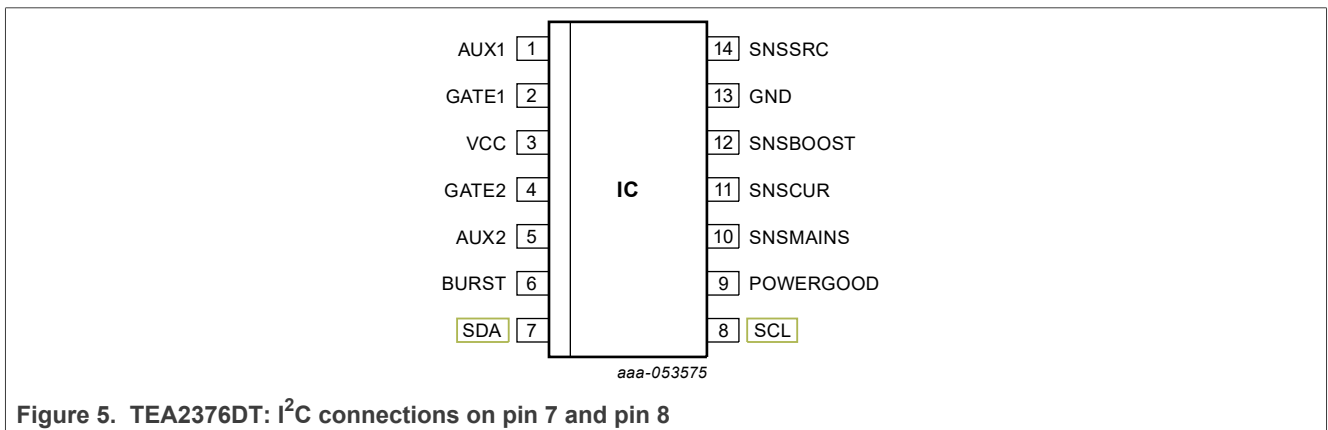 AUX1 1 14 SNSSRC
GATE1 2 13 GND
VCC 3 12 SNSBOOST
GATE2 4 IC 11 SNSCUR
AUX2 5 10 SNSMAINS
BURST 6 9 POWERGOOD
SDA 7 8 SCL
aaa-053575
Figure 5. TEA2376DT: I²C connections on pin 7 and pin 8